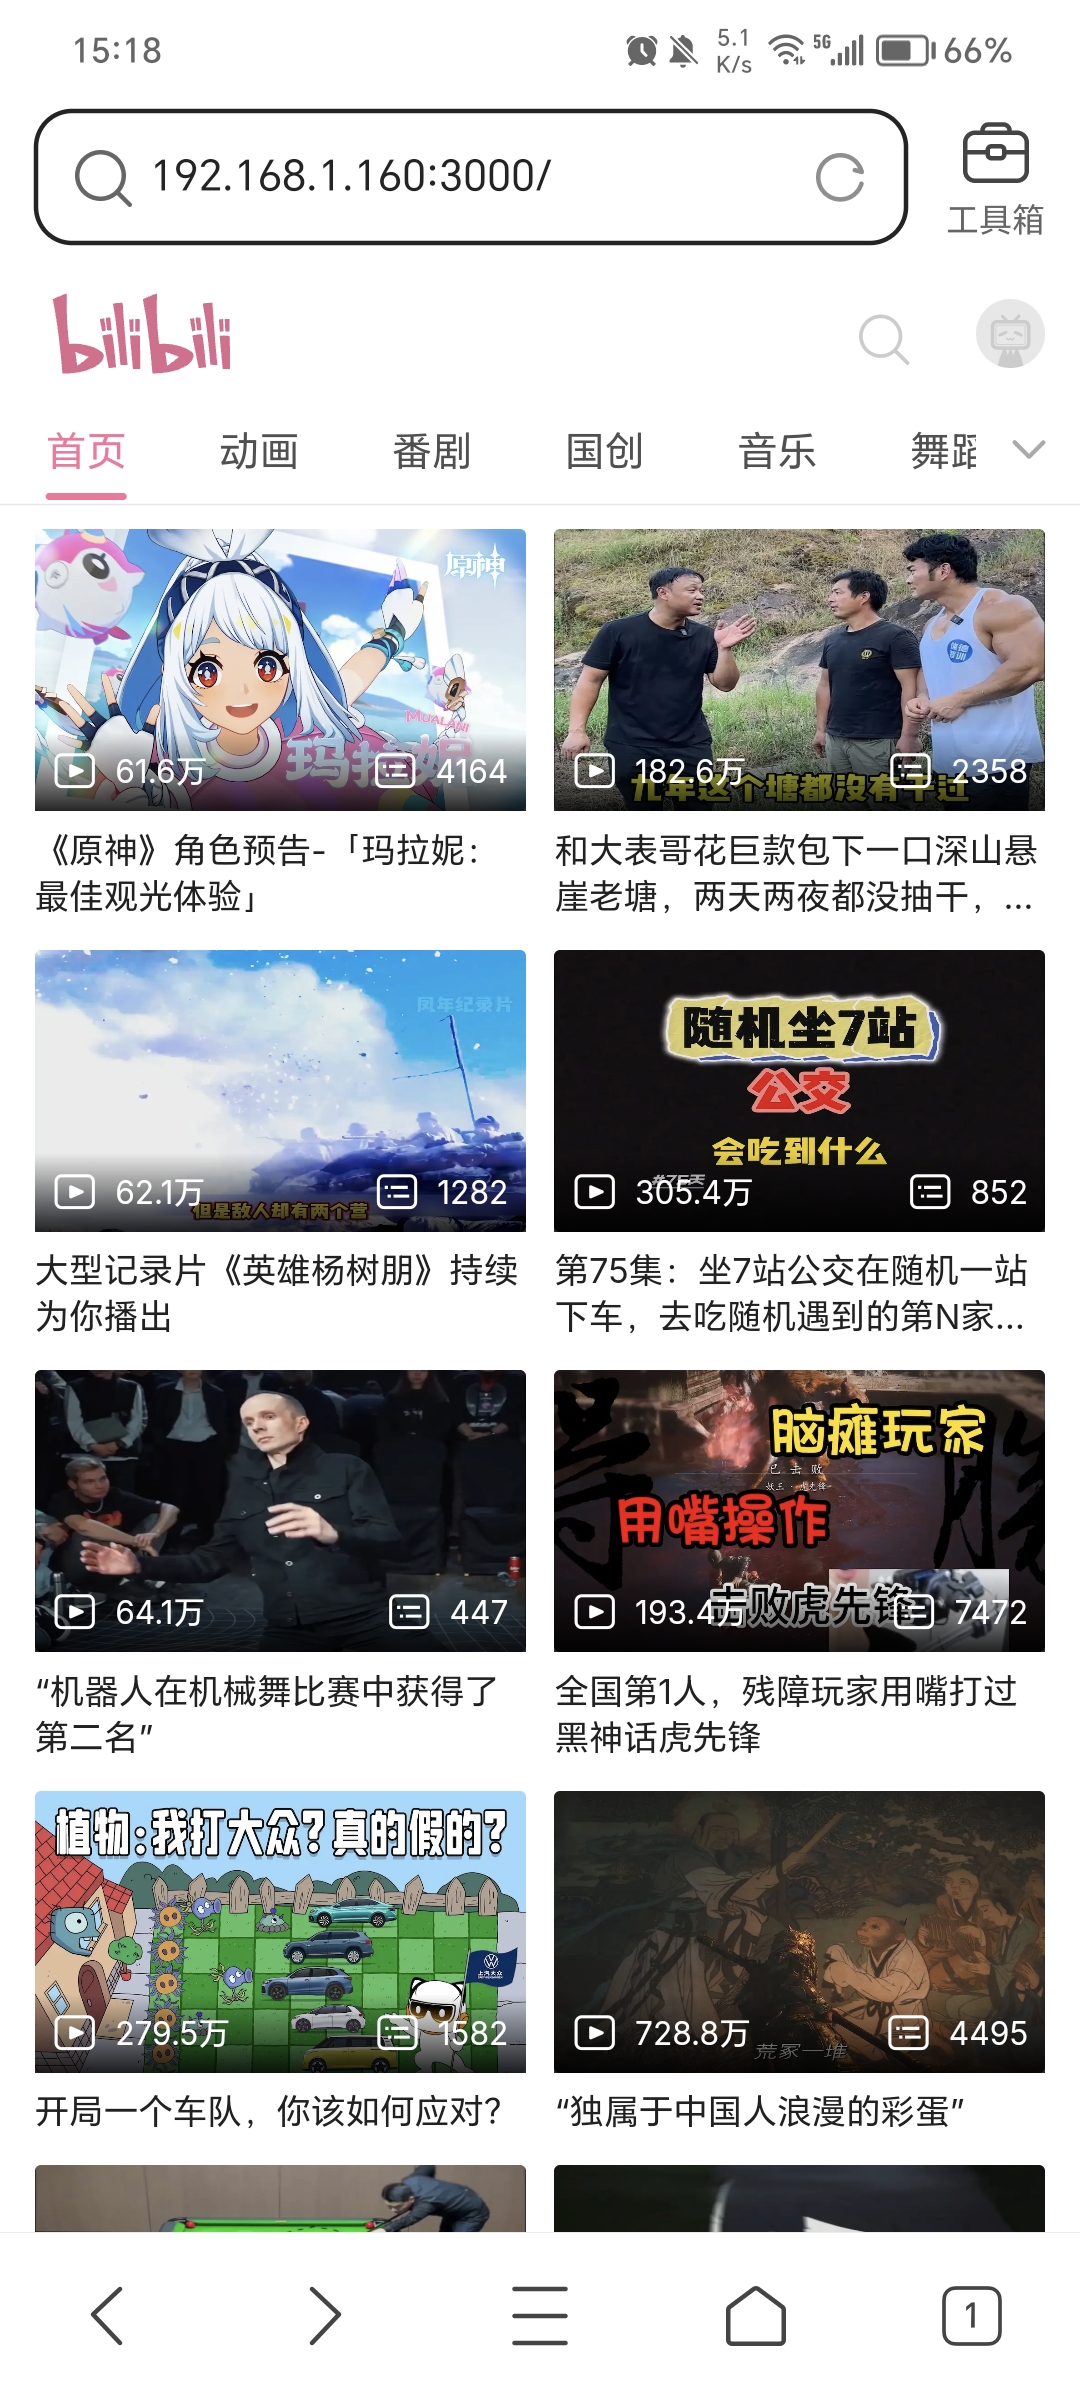 15:18
5.1
K/s
5G
66%
192.168.1.160:3000/
工具箱
bilibili
首页 动画 番剧 国创 音乐 舞蹈
原神
MUALANI
玛拉妮
61.6万 4164
九年这个塘都没有干过
182.6万 2358
《原神》角色预告-「玛拉妮：
最佳观光体验」
和大表哥花巨款包下一口深山悬
崖老塘，两天两夜都没抽干，...
凤年纪录片
但是敌人却有两个营
62.1万 1282
随机坐7站
公交
会吃到什么
#75天
305.4万 852
大型记录片《英雄杨树朋》持续
为你播出
第75集：坐7站公交在随机一站
下车，去吃随机遇到的第N家...
64.1万 447
脑瘫玩家
已击败
妖王·虎先锋
用嘴操作
击败虎先锋
193.4万 7472
“机器人在机械舞比赛中获得了
第二名”
全国第1人，残障玩家用嘴打过
黑神话虎先锋
植物:我打大众?真的假的?
上汽大众
279.5万 1582
荒冢一堆
728.8万 4495
开局一个车队，你该如何应对？
“独属于中国人浪漫的彩蛋”
1